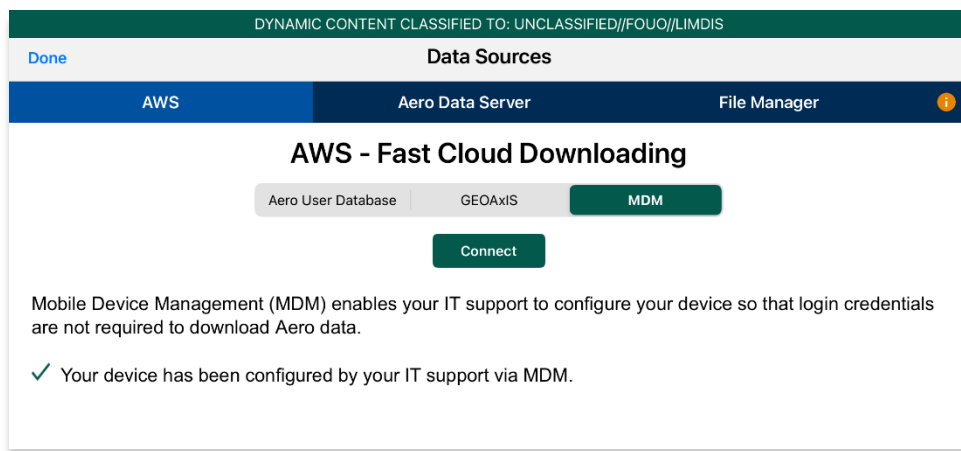 DYNAMIC CONTENT CLASSIFIED TO: UNCLASSIFIED//FOUO//LIMDIS
Done Data Sources
AWS Aero Data Server File Manager i
AWS - Fast Cloud Downloading
Aero User Database GEOAxIS MDM
Connect
Mobile Device Management (MDM) enables your IT support to configure your device so that login credentials
are not required to download Aero data.
Your device has been configured by your IT support via MDM.